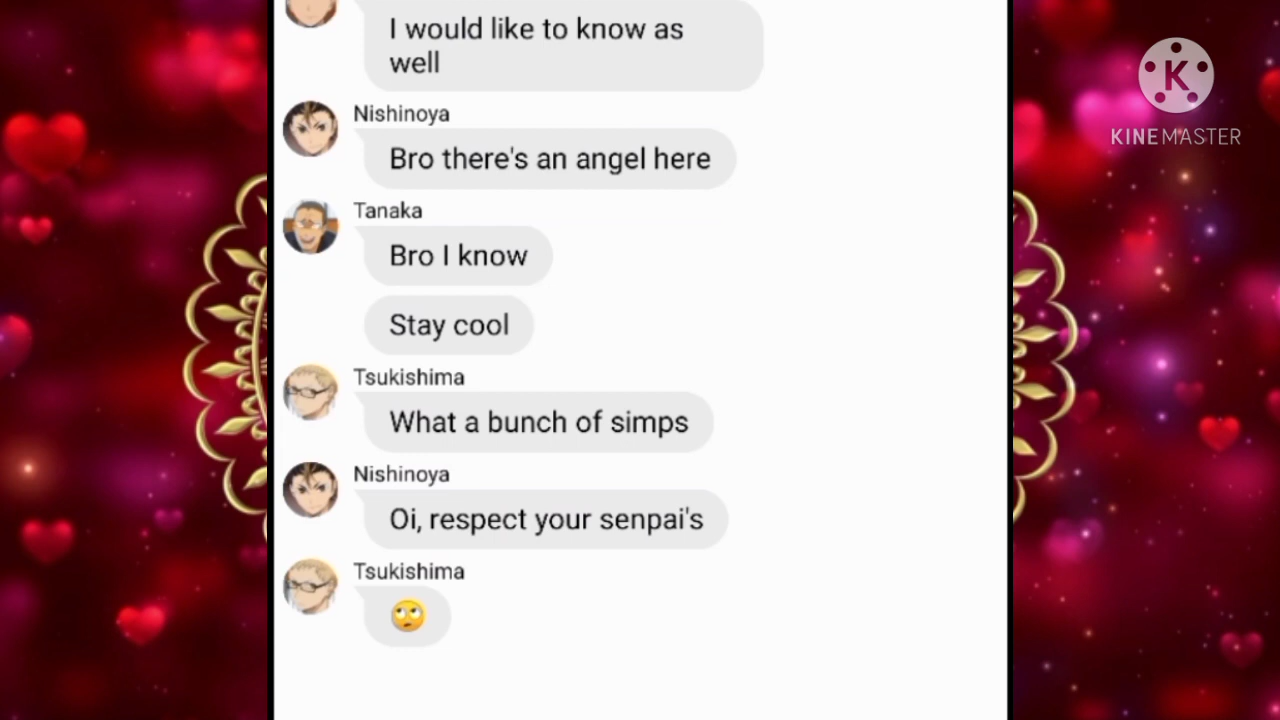 I would like to know as
well
Nishinoya
Bro there's an angel here
Tanaka
Bro I know
Stay cool
Tsukishima
What a bunch of simps
Nishinoya
Oi, respect your senpai's
Tsukishima
🙄
K
KINEMASTER